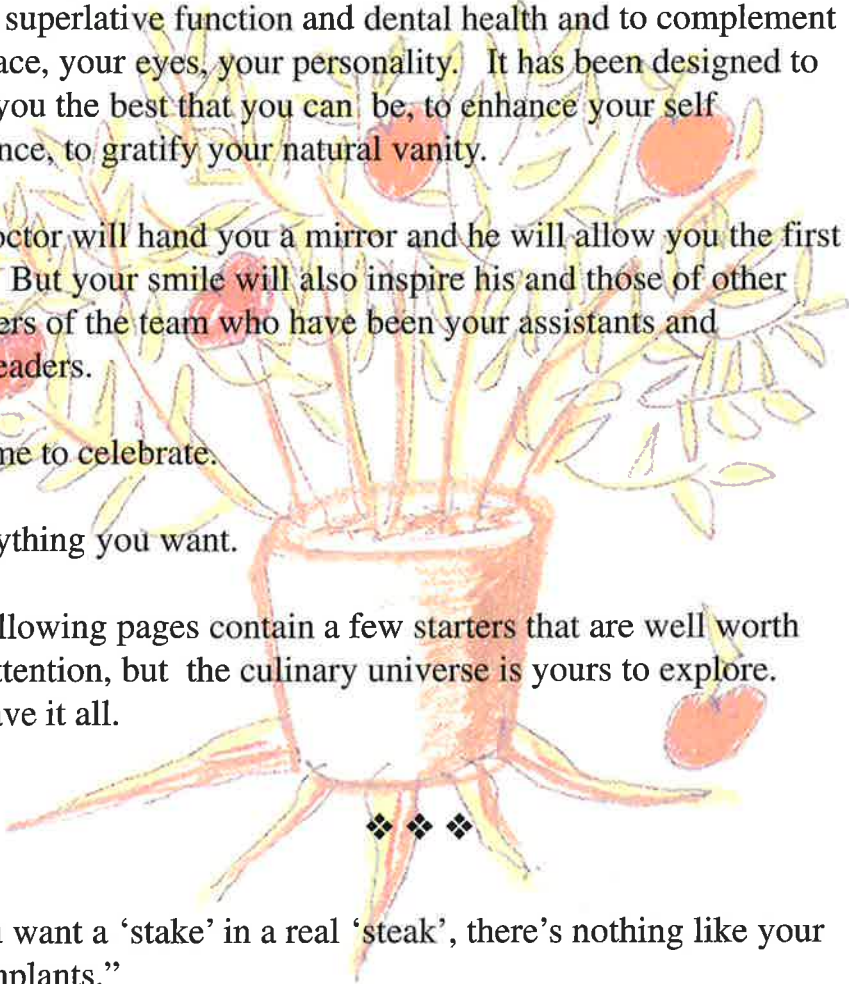 superlative function and dental health and to complement
ace, your eyes, your personality. It has been designed to
you the best that you can be, to enhance your self
nce, to gratify your natural vanity.
octor will hand you a mirror and he will allow you the first
But your smile will also inspire his and those of other
ers of the team who have been your assistants and
eaders.
me to celebrate.
ything you want.
llowing pages contain a few starters that are well worth
ttention, but the culinary universe is yours to explore.
ave it all.
❖ ❖ ❖
want a ‘stake’ in a real ‘steak’, there’s nothing like your
mplants.”